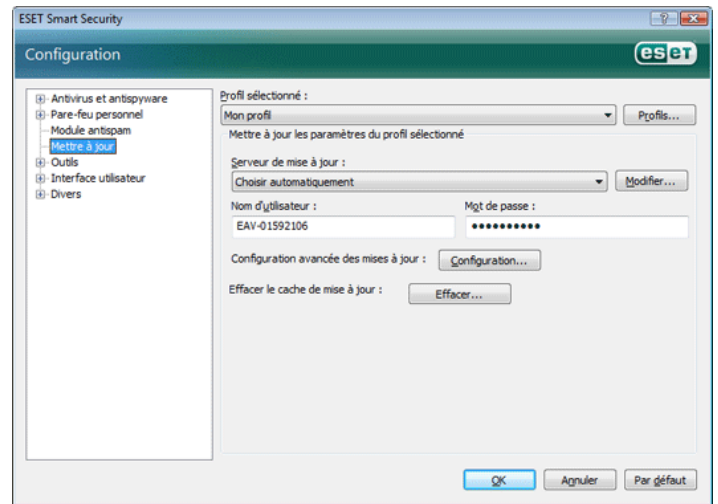 ESET Smart Security
Configuration
eset
Antivirus et antispyware
Pare-feu personnel
Module antispam
Mettre à jour
Outils
Interface utilisateur
Divers
Profil sélectionné :
Mon profil
Profils...
Mettre à jour les paramètres du profil sélectionné
Serveur de mise à jour :
Choisir automatiquement
Modifier...
Nom d'utilisateur :
Mot de passe :
EAV-01592106
••••••••••
Configuration avancée des mises à jour :
Configuration...
Effacer le cache de mise à jour :
Effacer...
OK
Annuler
Par défaut